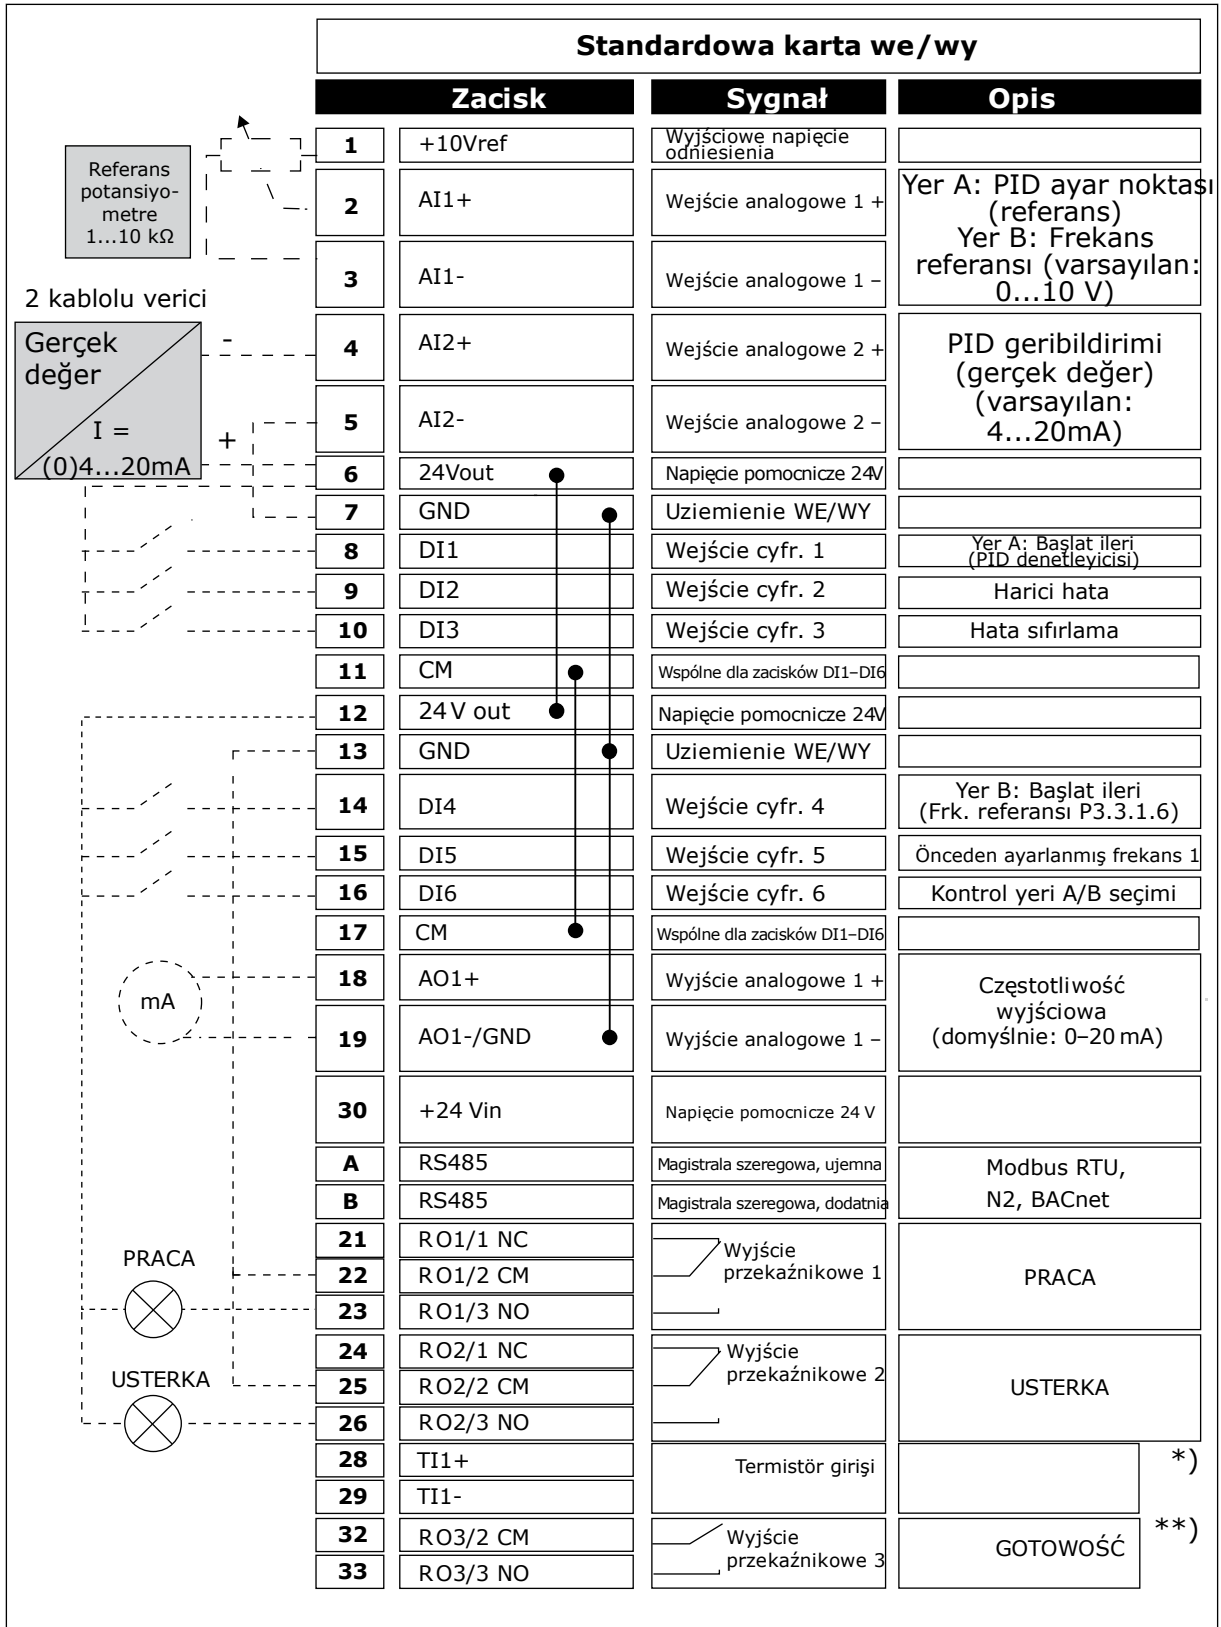 Standardowa karta we/wy
Zacisk Sygnał Opis
Referans
potansiyo-
metre
1...10 kΩ
1 +10Vref Wyjściowe napięcie
odniesienia
2 AI1+ Wejście analogowe 1 +
3 AI1- Wejście analogowe 1 –
Yer A: PID ayar noktası
(referans)
Yer B: Frekans
referansı (varsayılan:
0...10 V)
2 kablolu verici
Gerçek
değer
I =
(0)4...20mA
-
+
4 AI2+ Wejście analogowe 2 +
5 AI2- Wejście analogowe 2 –
PID geribildirimi
(gerçek değer)
(varsayılan:
4...20mA)
6 24Vout Napięcie pomocnicze 24V
7 GND Uziemienie WE/WY
8 DI1 Wejście cyfr. 1 Yer A: Başlat ileri
(PID denetleyicisi)
9 DI2 Wejście cyfr. 2 Harici hata
10 DI3 Wejście cyfr. 3 Hata sıfırlama
11 CM Wspólne dla zacisków DI1–DI6
12 24 V out Napięcie pomocnicze 24V
13 GND Uziemienie WE/WY
14 DI4 Wejście cyfr. 4 Yer B: Başlat ileri
(Frk. referansı P3.3.1.6)
15 DI5 Wejście cyfr. 5 Önceden ayarlanmış frekans 1
16 DI6 Wejście cyfr. 6 Kontrol yeri A/B seçimi
17 CM Wspólne dla zacisków DI1–DI6
mA
18 AO1+ Wyjście analogowe 1 +
19 AO1-/GND Wyjście analogowe 1 –
Częstotliwość
wyjściowa
(domyślnie: 0–20 mA)
30 +24 Vin Napięcie pomocnicze 24 V
A RS485 Magistrala szeregowa, ujemna
B RS485 Magistrala szeregowa, dodatnia
Modbus RTU,
N2, BACnet
PRACA
21 RO1/1 NC
22 RO1/2 CM
23 RO1/3 NO
Wyjście
przekaźnikowe 1
PRACA
USTERKA
24 RO2/1 NC
25 RO2/2 CM
26 RO2/3 NO
Wyjście
przekaźnikowe 2
USTERKA
28 TI1+
29 TI1-
Termistör girişi
*)
32 RO3/2 CM
33 RO3/3 NO
Wyjście
przekaźnikowe 3
GOTOWOŚĆ
**)